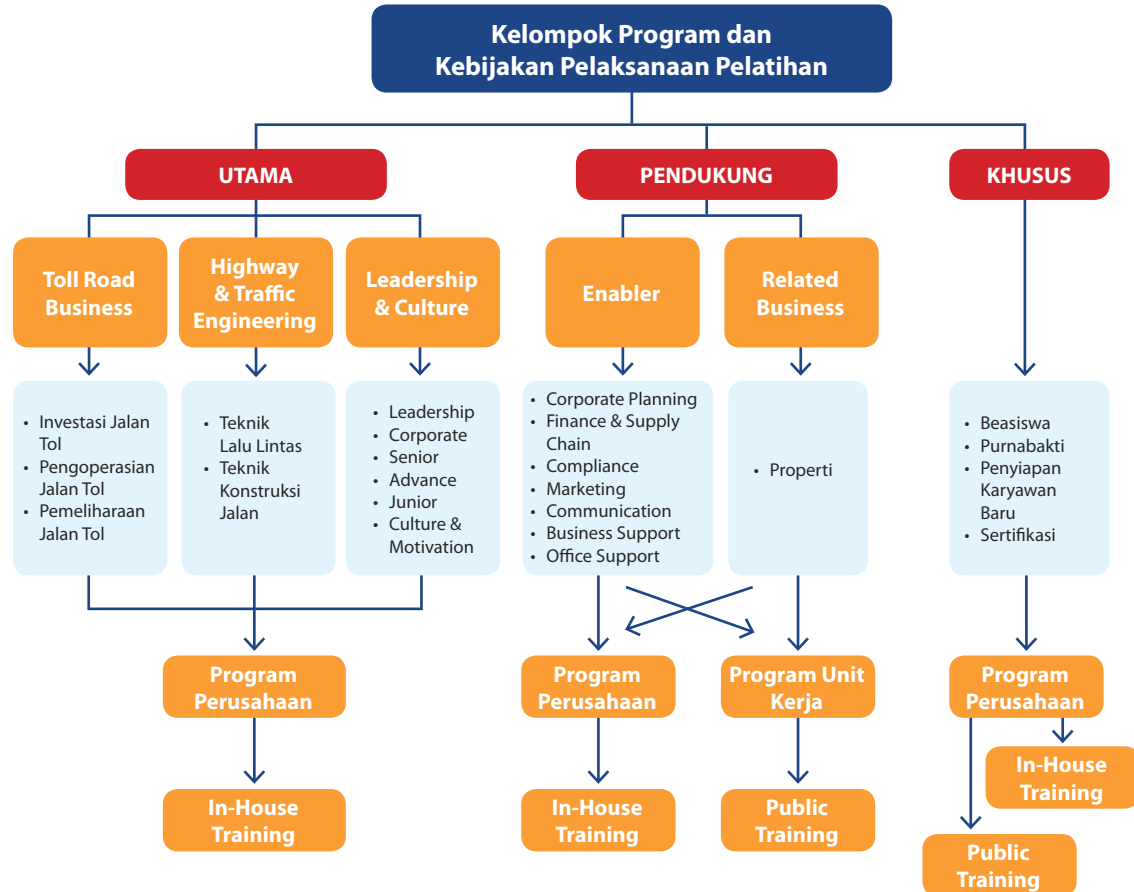 Kelompok Program dan
Kebijakan Pelaksanaan Pelatihan
UTAMA
PENDUKUNG
KHUSUS
Toll Road
Business
Highway
& Traffic
Engineering
Leadership
& Culture
Enabler
Related
Business
• Investasi Jalan
Tol
• Pengoperasian
Jalan Tol
• Pemeliharaan
Jalan Tol
• Teknik
Lalu Lintas
• Teknik
Konstruksi
Jalan
• Leadership
• Corporate
• Senior
• Advance
• Junior
• Culture &
Motivation
• Corporate Planning
• Finance & Supply
Chain
• Compliance
• Marketing
• Communication
• Business Support
• Office Support
• Properti
• Beasiswa
• Purnabakti
• Penyiapan
Karyawan
Baru
• Sertifikasi
Program
Perusahaan
Program
Perusahaan
Program Unit
Kerja
Program
Perusahaan
In-House
Training
In-House
Training
Public
Training
In-House
Training
Public
Training